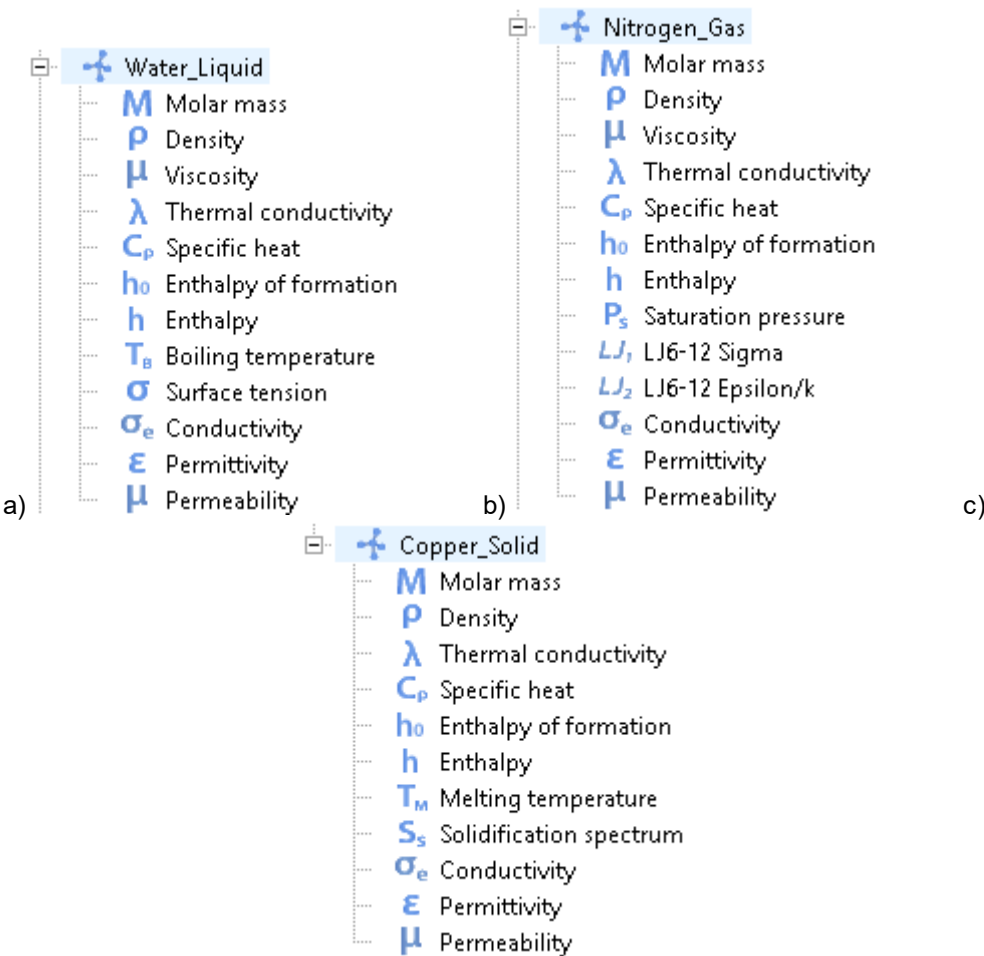 Water_Liquid
M Molar mass
ρ Density
μ Viscosity
λ Thermal conductivity
Cp Specific heat
h0 Enthalpy of formation
h Enthalpy
TB Boiling temperature
σ Surface tension
σe Conductivity
ε Permittivity
μ Permeability
a)
Nitrogen_Gas
M Molar mass
ρ Density
μ Viscosity
λ Thermal conductivity
Cp Specific heat
h0 Enthalpy of formation
h Enthalpy
Ps Saturation pressure
LJ1 LJ6-12 Sigma
LJ2 LJ6-12 Epsilon/k
σe Conductivity
ε Permittivity
μ Permeability
b)
c)
Copper_Solid
M Molar mass
ρ Density
λ Thermal conductivity
Cp Specific heat
h0 Enthalpy of formation
h Enthalpy
TM Melting temperature
Ss Solidification spectrum
σe Conductivity
ε Permittivity
μ Permeability